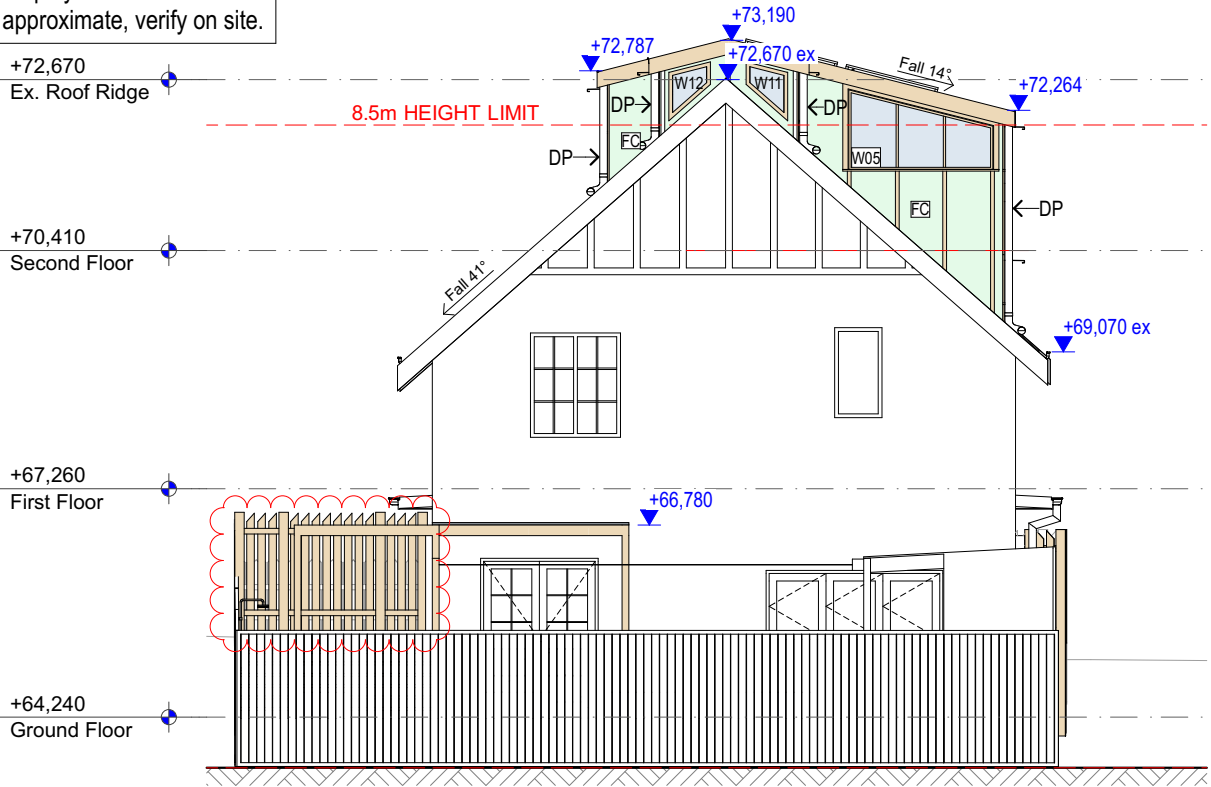 approximate, verify on site.
+73,190
+72,787
+72,670 ex
+72,670
Ex. Roof Ridge
Fall 14°
+72,264
W12
W11
DP
DP
8.5m HEIGHT LIMIT
FC
DP
W05
FC
DP
+70,410
Second Floor
Fall 41°
+69,070 ex
+67,260
First Floor
+66,780
+64,240
Ground Floor